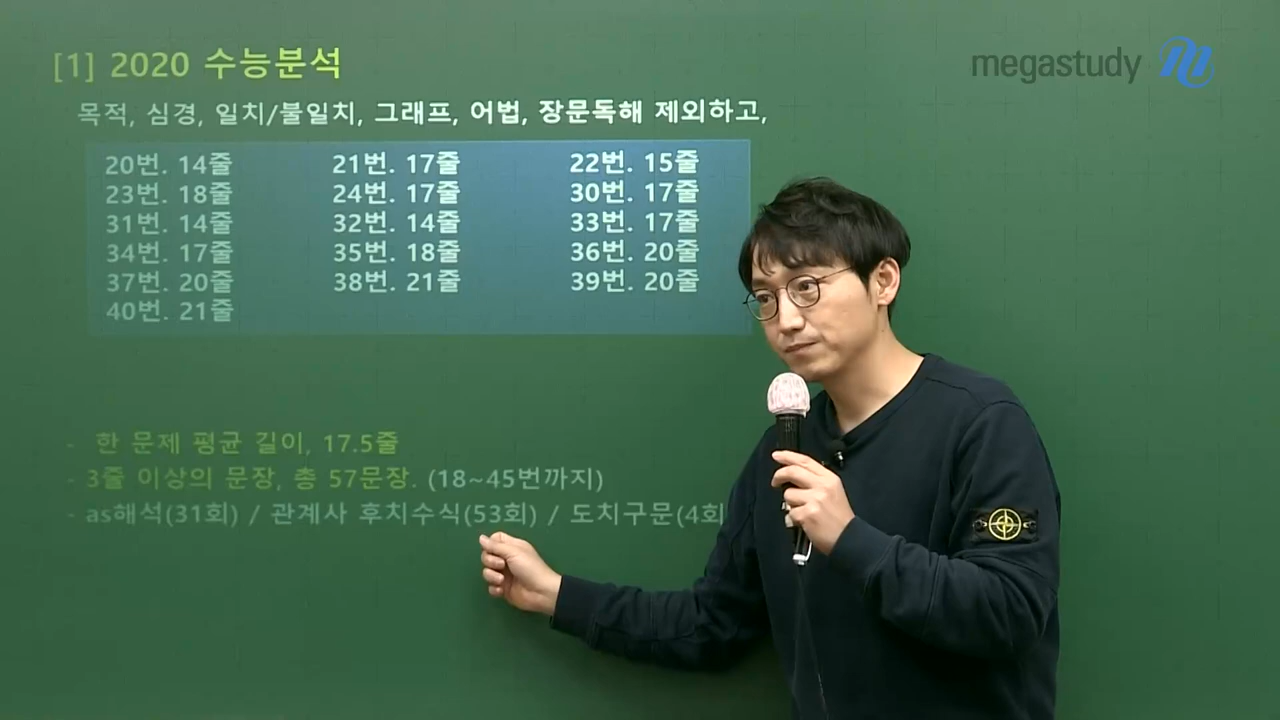 [1] 2020 수능분석
megastudy
목적, 심경, 일치/불일치, 그래프, 어법, 장문독해 제외하고,
20번. 14줄 21번. 17줄 22번. 15줄
23번. 18줄 24번. 17줄 30번. 17줄
31번. 14줄 32번. 14줄 33번. 17줄
34번. 17줄 35번. 18줄 36번. 20줄
37번. 20줄 38번. 21줄 39번. 20줄
40번. 21줄
- 한 문제 평균 길이, 17.5줄
- 3줄 이상의 문장, 총 57문장. (18~45번까지)
- as해석(31회) / 관계사 후치수식(53회) / 도치구문(4회